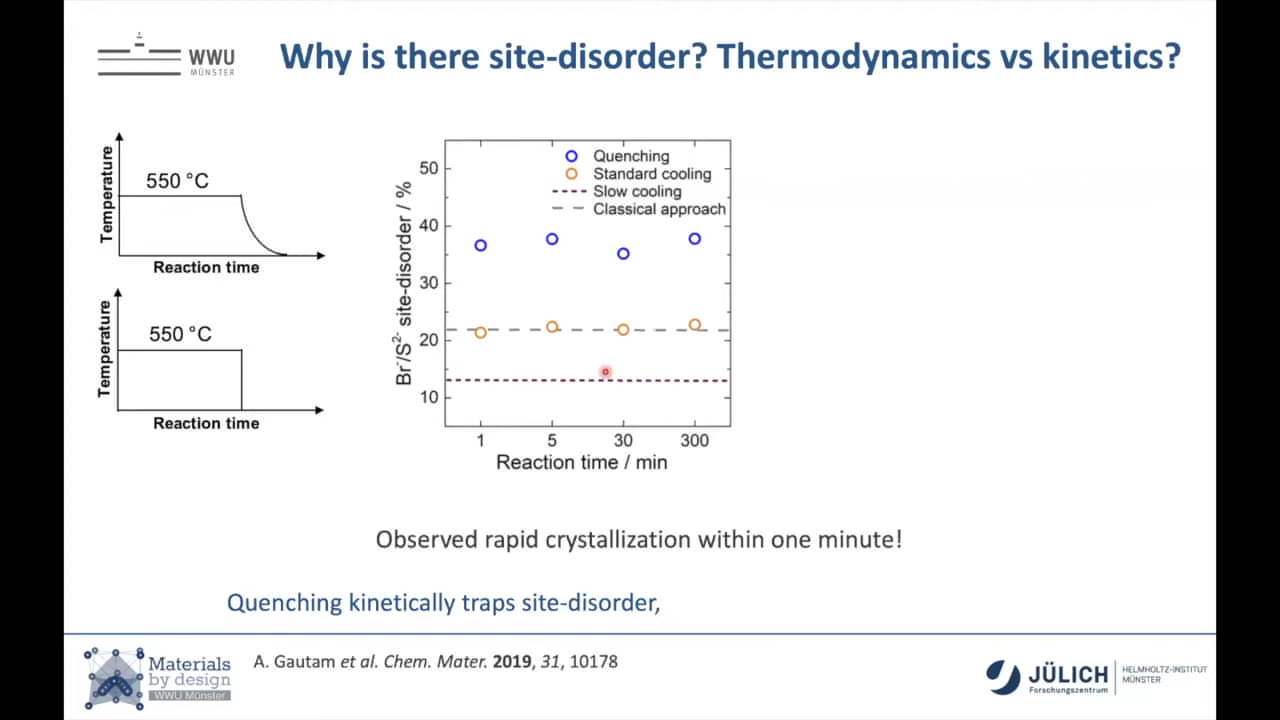 WWU
MÜNSTER
Why is there site-disorder? Thermodynamics vs kinetics?
Temperature
550 °C
Reaction time
Temperature
550 °C
Reaction time
Br⁻/S²⁻ site-disorder / %
50
40
30
20
10
Quenching
Standard cooling
Slow cooling
Classical approach
1 5 30 300
Reaction time / min
Observed rapid crystallization within one minute!
Quenching kinetically traps site-disorder,
Materials
by design
WWU Münster
A. Gautam et al. Chem. Mater. 2019, 31, 10178
JÜLICH
Forschungszentrum
HELMHOLTZ-INSTITUT
MÜNSTER